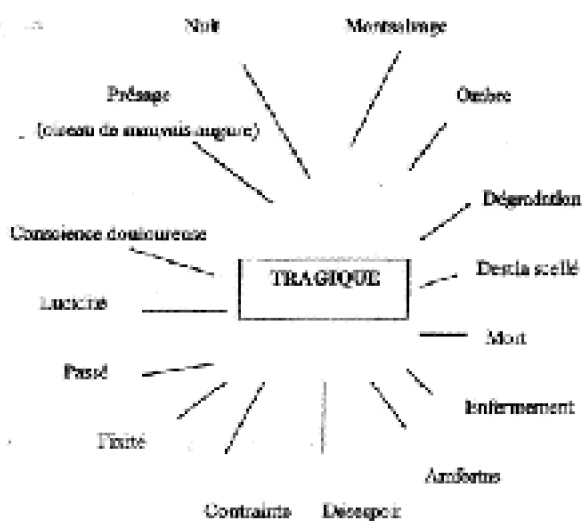 Nuit
Montsalvage
Présage
Ombre
(oiseau de mauvais augure)
Dégradation
Conscience douloureuse
Destin scellé
TRAGIQUE
Lucidité
Mort
Passé
Enfermement
Fixité
Amfortas
Contrainte
Désespoir